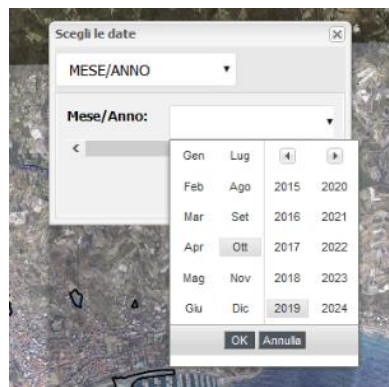 Scegli le date
MESE/ANNO
Mese/Anno:
Gen Lug
Feb Ago 2015 2020
Mar Set 2016 2021
Apr Ott 2017 2022
Mag Nov 2018 2023
Giu Dic 2019 2024
OK Annulla